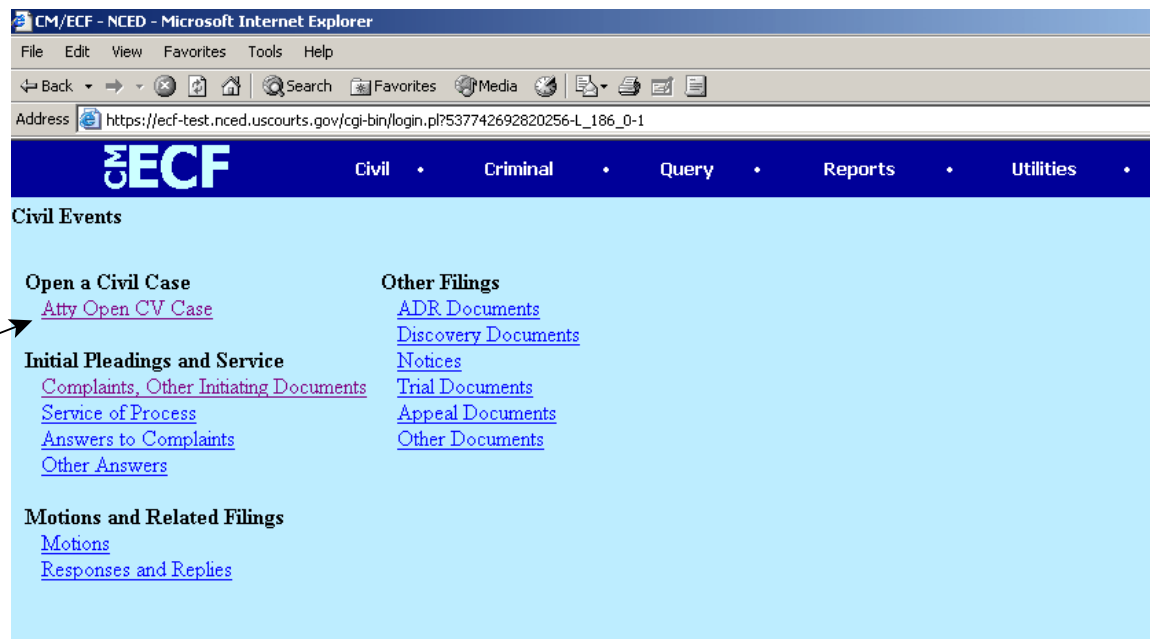 CM/ECF - NCED - Microsoft Internet Explorer
File Edit View Favorites Tools Help
Back Search Favorites Media
Address https://ecf-test.nced.uscourts.gov/cgi-bin/login.pl?537742692820256-L_186_0-1
CM ECF Civil • Criminal • Query • Reports • Utilities •
Civil Events
Open a Civil Case
Atty Open CV Case
Initial Pleadings and Service
Complaints, Other Initiating Documents
Service of Process
Answers to Complaints
Other Answers
Motions and Related Filings
Motions
Responses and Replies
Other Filings
ADR Documents
Discovery Documents
Notices
Trial Documents
Appeal Documents
Other Documents